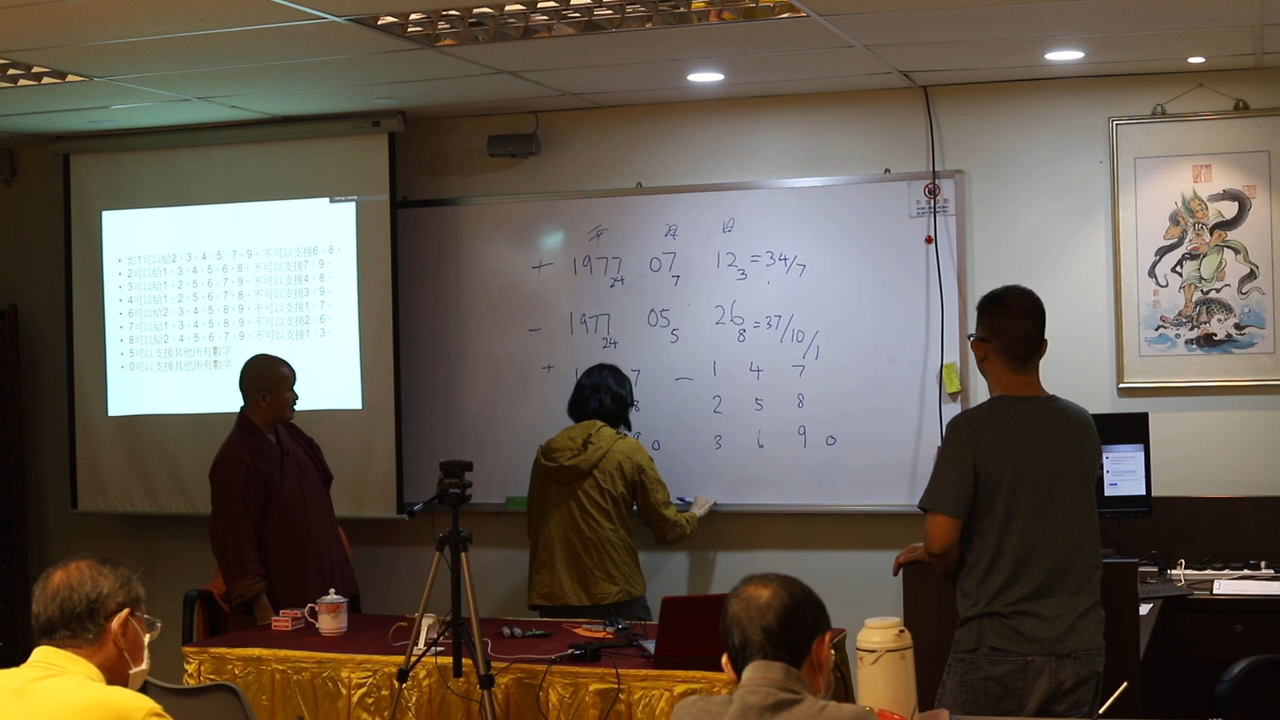 如1可以給2、3、4、5、7、9，不可以支援6、8。
2可以給1、3、4、5、6、8，不可以支援7、9。
3可以給1、2、5、6、7、8，不可以支援4、8。
4可以給1、2、5、6、7、8，不可以支援3、9。
6可以給2、3、4、5、8、9，不可以支援1、7。
7可以給1、3、4、5、8、9，不可以支援2、6。
8可以給2、4、5、6、7、9，不可以支援1、3。
5可以支援其他所有數字
0可以支援其他所有數字
年 月 日
+ 1977 07 12 = 34/7
24 7 3
- 1977 05 26 = 37/10/1
24 5 8
+ 1 7 — 1 4 7
8 2 5 8
9 0 3 6 9 0